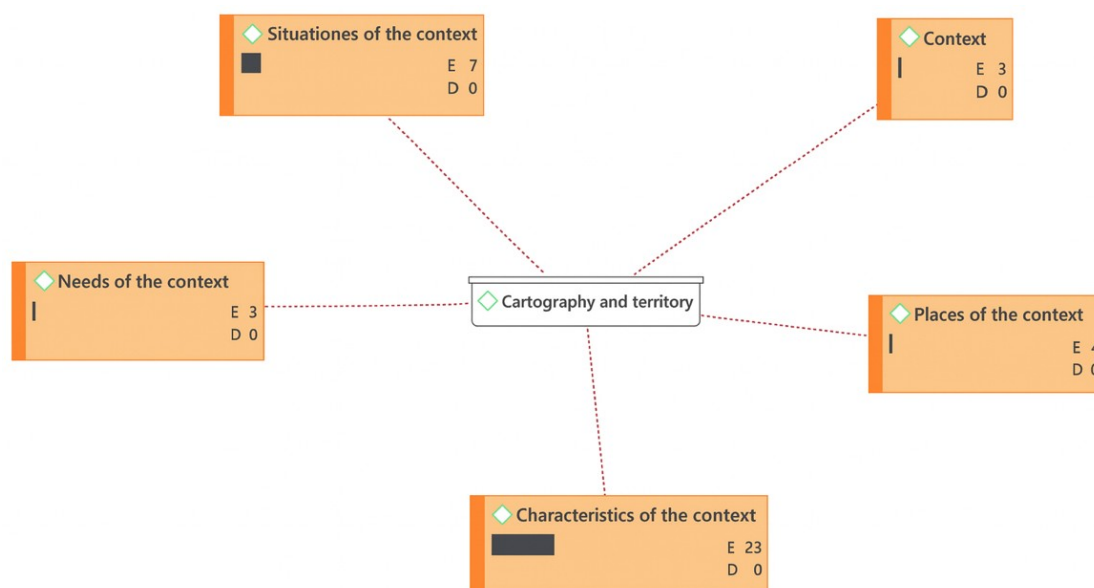 Situationes of the context
E 7
D 0
Context
E 3
D 0
Needs of the context
E 3
D 0
Cartography and territory
Places of the context
E
D
Characteristics of the context
E 23
D 0